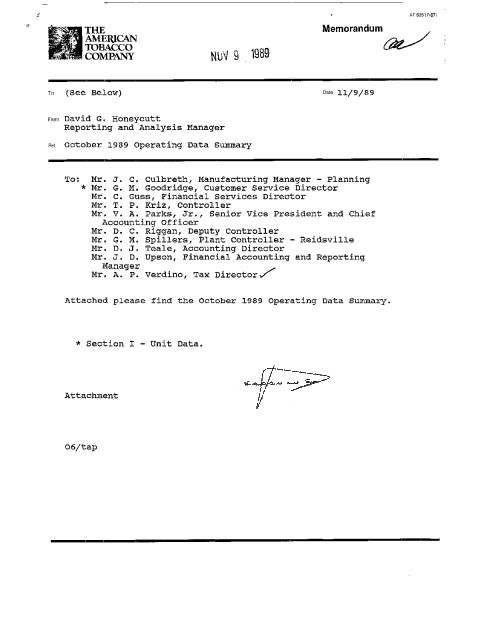 AT 605 (7-87)
THE
AMERICAN
TOBACCO
COMPANY
Memorandum
NOV 9 1989
To (See Below)
Date 11/9/89
From David G. Honeycutt
Reporting and Analysis Manager
Re: October 1989 Operating Data Summary
To: Mr. J. C. Culbreth, Manufacturing Manager - Planning
* Mr. G. M. Goodridge, Customer Service Director
Mr. C. Guss, Financial Services Director
Mr. T. P. Kriz, Controller
Mr. V. A. Parks, Jr., Senior Vice President and Chief
Accounting Officer
Mr. D. C. Riggan, Deputy Controller
Mr. G. M. Spillers, Plant Controller - Reidsville
Mr. D. J. Teale, Accounting Director
Mr. J. D. Upson, Financial Accounting and Reporting
Manager
Mr. A. P. Verdino, Tax Director
Attached please find the October 1989 Operating Data Summary.
* Section I - Unit Data.
Attachment
O6/tap